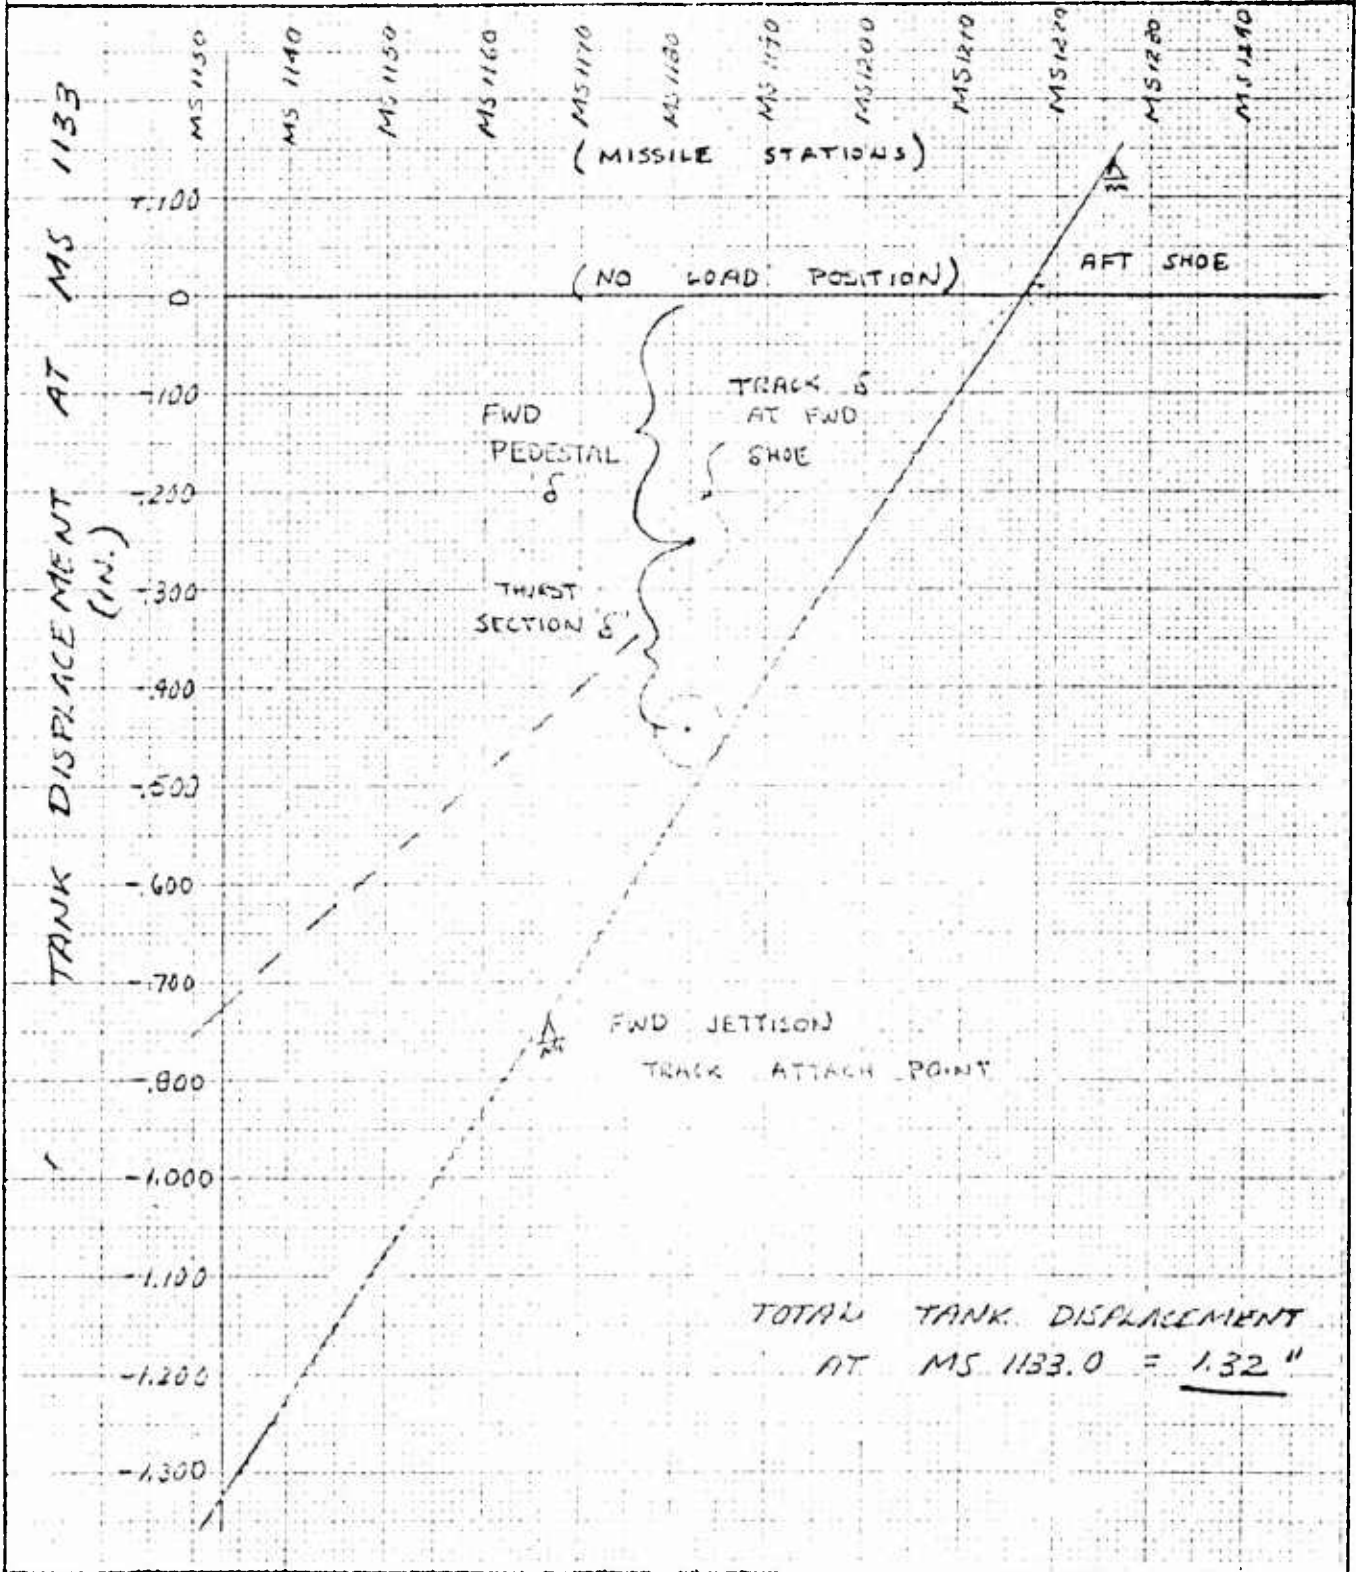 MS 1130
MS 1140
MS 1150
MS 1160
MS 1170
MS 1180
MS 1190
MS 1200
MS 1210
MS 1220
MS 1220
MS 1240
(MISSILE STATIONS)
TANK DISPLACEMENT AT MS 1133
(IN.)
+.100
0
-.100
-.200
-.300
-.400
-.500
-.600
-.700
-.800
-1.000
-1.100
-1.200
-1.300
(NO LOAD POSITION)
AFT SHOE
FWD
PEDESTAL
δ
TRACK δ
AT FWD
SHOE
THRST
SECTION δ
FWD JETTISON
TRACK ATTACH POINT
TOTAL TANK DISPLACEMENT
AT MS 1133.0 = 1.32"